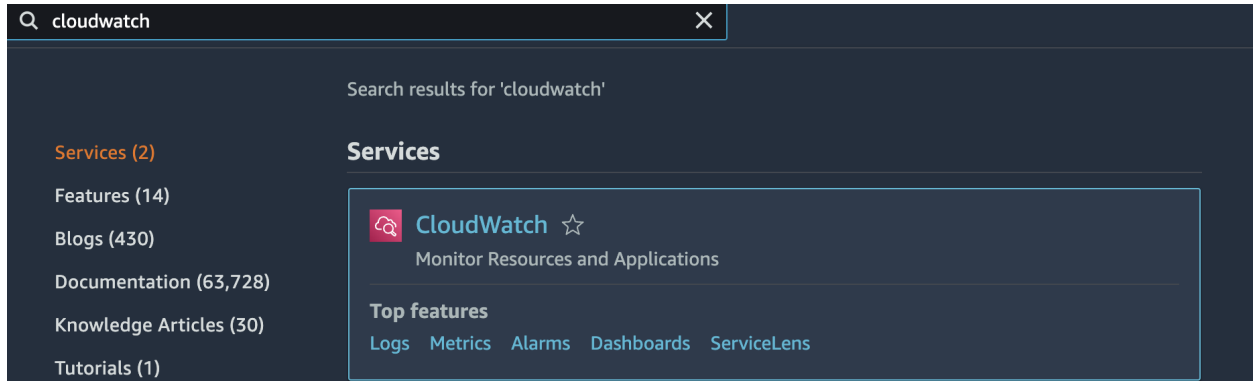 cloudwatch
Search results for 'cloudwatch'
Services (2)
Features (14)
Blogs (430)
Documentation (63,728)
Knowledge Articles (30)
Tutorials (1)
Services
CloudWatch
Monitor Resources and Applications
Top features
Logs Metrics Alarms Dashboards ServiceLens